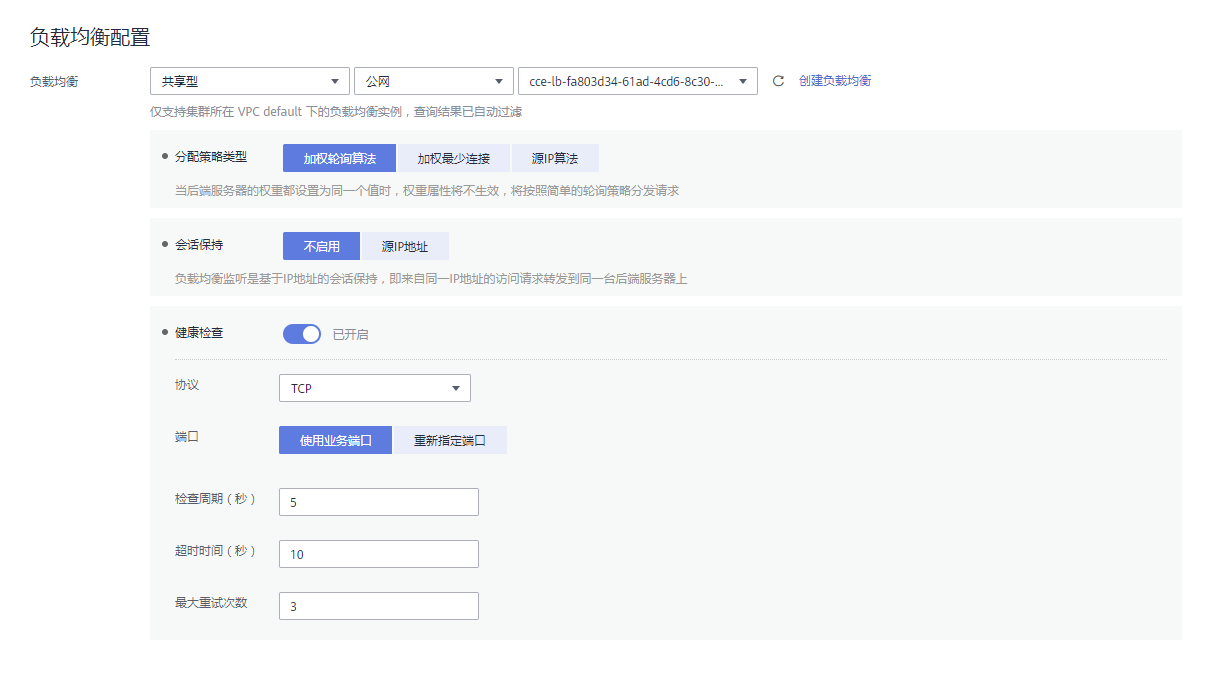 负载均衡配置
负载均衡 共享型 公网 cce-lb-fa803d34-61ad-4cd6-8c30-... 创建负载均衡
仅支持集群所在 VPC default 下的负载均衡实例，查询结果已自动过滤
分配策略类型 加权轮询算法 加权最少连接 源IP算法
当后端服务器的权重都设置为同一个值时，权重属性将不生效，将按照简单的轮询策略分发请求
会话保持 不启用 源IP地址
负载均衡监听是基于IP地址的会话保持，即来自同一IP地址的访问请求转发到同一台后端服务器上
健康检查 已开启
协议 TCP
端口 使用业务端口 重新指定端口
检查周期（秒） 5
超时时间（秒） 10
最大重试次数 3